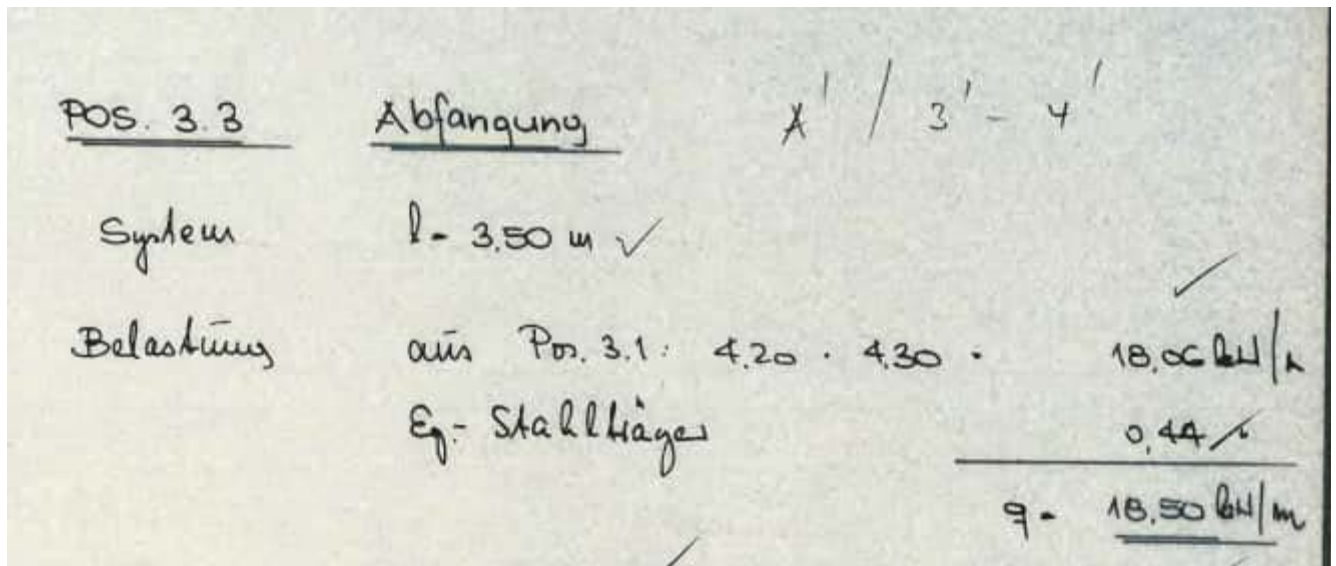 POS. 3.3 Abfangung A' / 3' - 4'
System l = 3.50 m ✓
Belastung aus Pos. 3.1: 4.20 · 4.30 = 18,06 kN/m
Eg.- Stahlträger 0,44
q = 18.50 kN/m